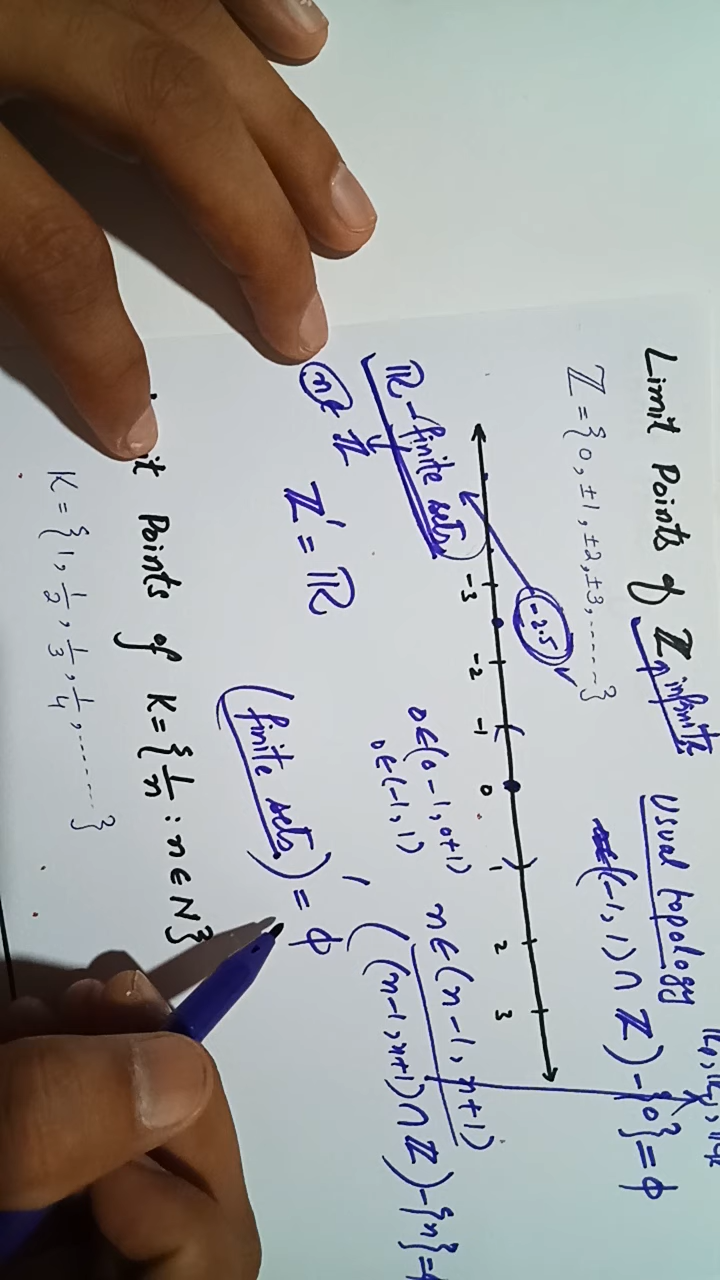 Limit Points of ℤ infinite Usual topology
ℤ = {0, ±1, ±2, ±3, ......} ((-1, 1) ∩ ℤ) - {0} = ϕ
-2.5
-3 -2 -1 0 1 2 3
ℝ - (finite sets)
0 ∈ (0-1, 0+1) n ∈ (n-1, n+1)
0 ∈ (-1, 1) ((n-1, n+1) ∩ ℤ) - {n} =
ℤ
ℤ' = ℝ
(finite sets)' = ϕ
it Points of K = {1/n : n ∈ N}
K = {1, 1/2, 1/3, 1/4, ......}